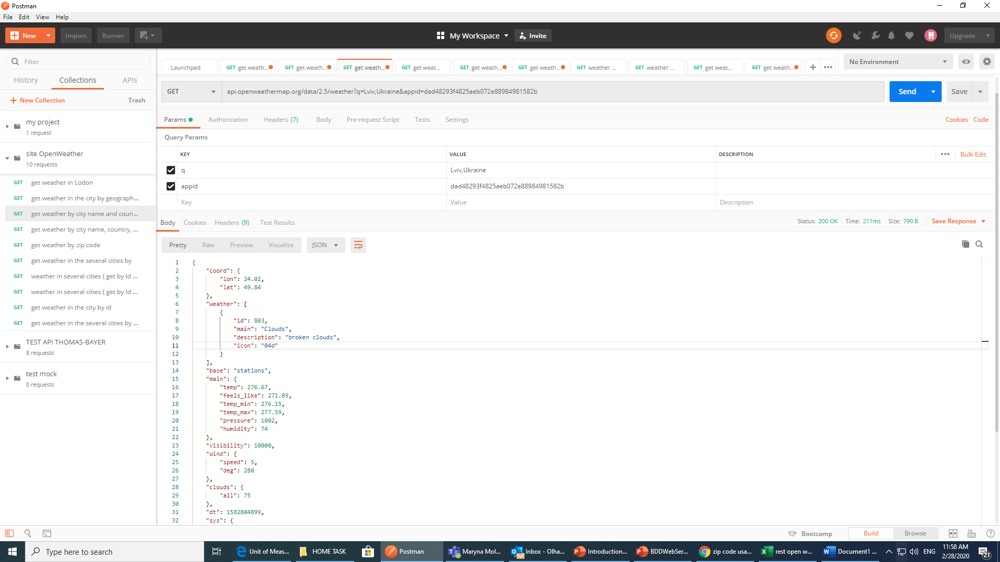 Postman
File Edit View Help
New Import Runner My Workspace Invite Upgrade
Filter
History Collections APIs
New Collection Trash
my project
1 request
site OpenWeather
10 requests
GET get weather in Lodon
GET get weather in the city by geograph...
GET get weather by city name and coun...
GET get weather by city name, country, ...
GET get weather by zip code
GET get weather in the several cities by
GET weather in several cities ( get by Id ...
GET weather in several cities ( get by Id ...
GET get weather in the city by id
GET get weather in the several cities by ...
TEST API THOMAS-BAYER
8 requests
test mock
0 requests
Launchpad GET get weath... GET get weath... GET get weath... GET get weat... GET get weath... GET get weath... GET weather ... GET weather ... GET get weat... GET get weath... No Environment
GET api.openweathermap.org/data/2.5/weather?q=Lviv,Ukraine&appid=dad48293f4825aeb072e88984981582b Send Save
Params Authorization Headers (7) Body Pre-request Script Tests Settings Cookies Code
Query Params
KEY VALUE DESCRIPTION Bulk Edit
q Lviv,Ukraine
appid dad48293f4825aeb072e88984981582b
Key Value Description
Body Cookies Headers (9) Test Results Status: 200 OK Time: 211ms Size: 790 B Save Response
Pretty Raw Preview Visualize JSON
1 {
2 "coord": {
3 "lon": 24.02,
4 "lat": 49.84
5 },
6 "weather": [
7 {
8 "id": 803,
9 "main": "Clouds",
10 "description": "broken clouds",
11 "icon": "04d"
12 }
13 ],
14 "base": "stations",
15 "main": {
16 "temp": 276.67,
17 "feels_like": 271.09,
18 "temp_min": 276.15,
19 "temp_max": 277.59,
20 "pressure": 1002,
21 "humidity": 74
22 },
23 "visibility": 10000,
24 "wind": {
25 "speed": 5,
26 "deg": 280
27 },
28 "clouds": {
29 "all": 75
30 },
31 "dt": 1582804899,
32 "sys": {
Bootcamp Build Browse
Type here to search Unit of Meas... HOME TASK Postman Maryna Mol... Inbox - Olha... Introduction... BDDWebSer... zip code usa... rest open w... Document1 ... ENG 11:58 AM
2/28/2020 21